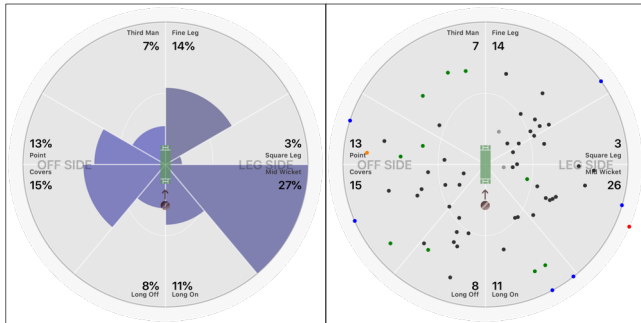 Third Man
7%
Fine Leg
14%
13%
Point
OFF SIDE
Covers
15%
3%
Square Leg
LEG SIDE
Mid Wicket
27%
8%
Long Off
11%
Long On
Third Man
7
Fine Leg
14
13
Point
OFF SIDE
Covers
15
3
Square Leg
LEG SIDE
Mid Wicket
26
8
Long Off
11
Long On